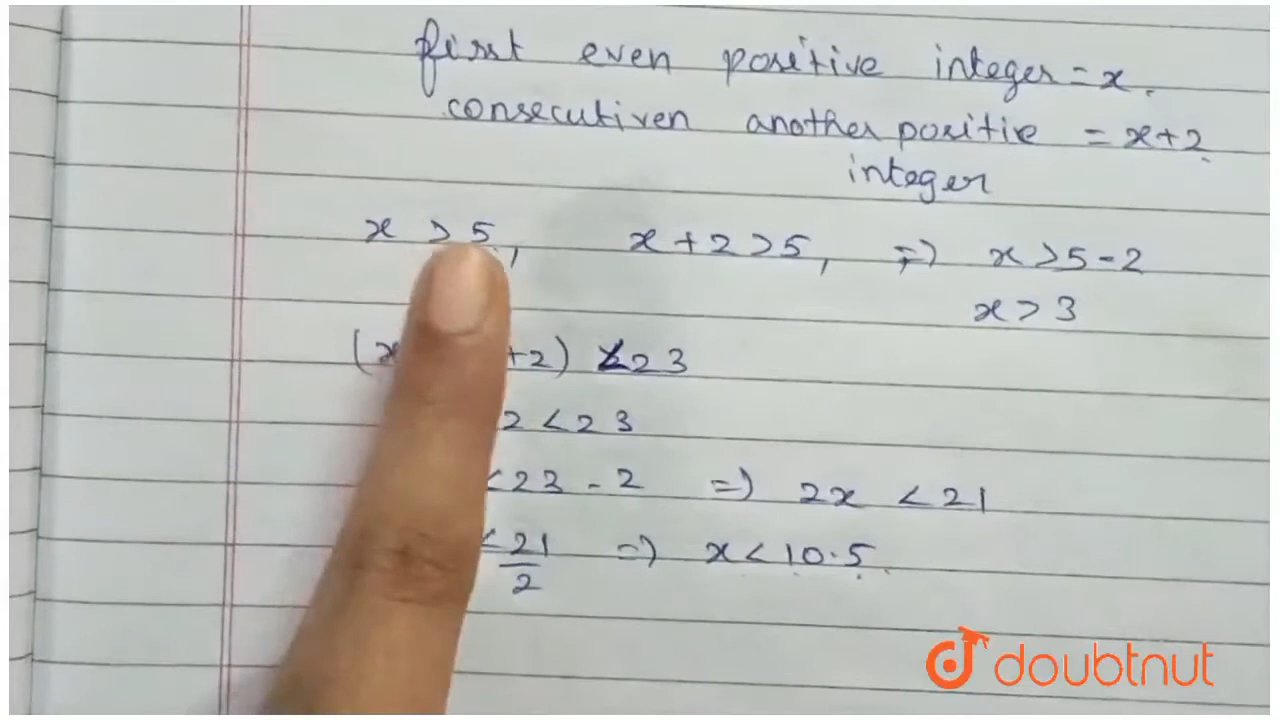 first even positive integer = x.
consecutiven another positie = x+2
integer
x > 5, x + 2 > 5, => x > 5 - 2
x > 3
(x +2) < 23
2 < 23
< 23 - 2 => 2x < 21
< 21/2 => x < 10.5
doubtnut